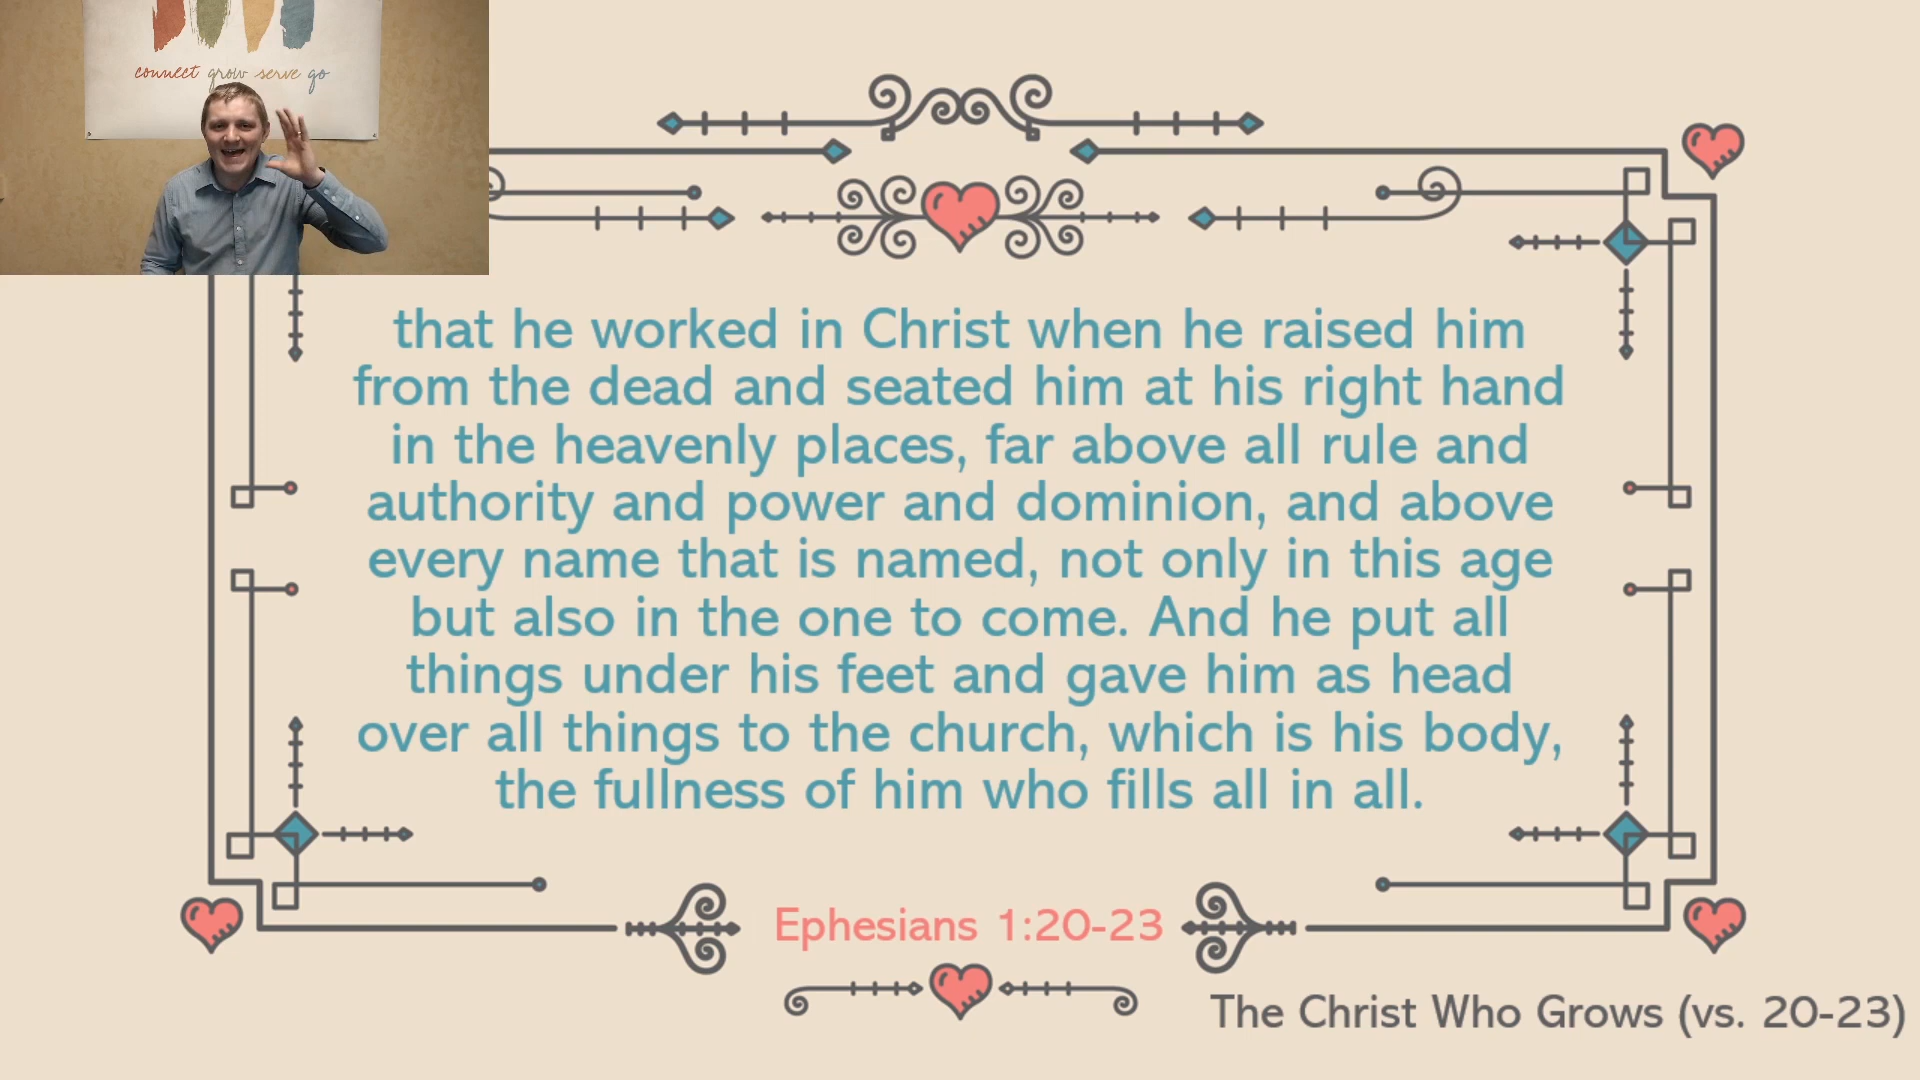 connect grow serve go
that he worked in Christ when he raised him
from the dead and seated him at his right hand
in the heavenly places, far above all rule and
authority and power and dominion, and above
every name that is named, not only in this age
but also in the one to come. And he put all
things under his feet and gave him as head
over all things to the church, which is his body,
the fullness of him who fills all in all.
Ephesians 1:20-23
The Christ Who Grows (vs. 20-23)